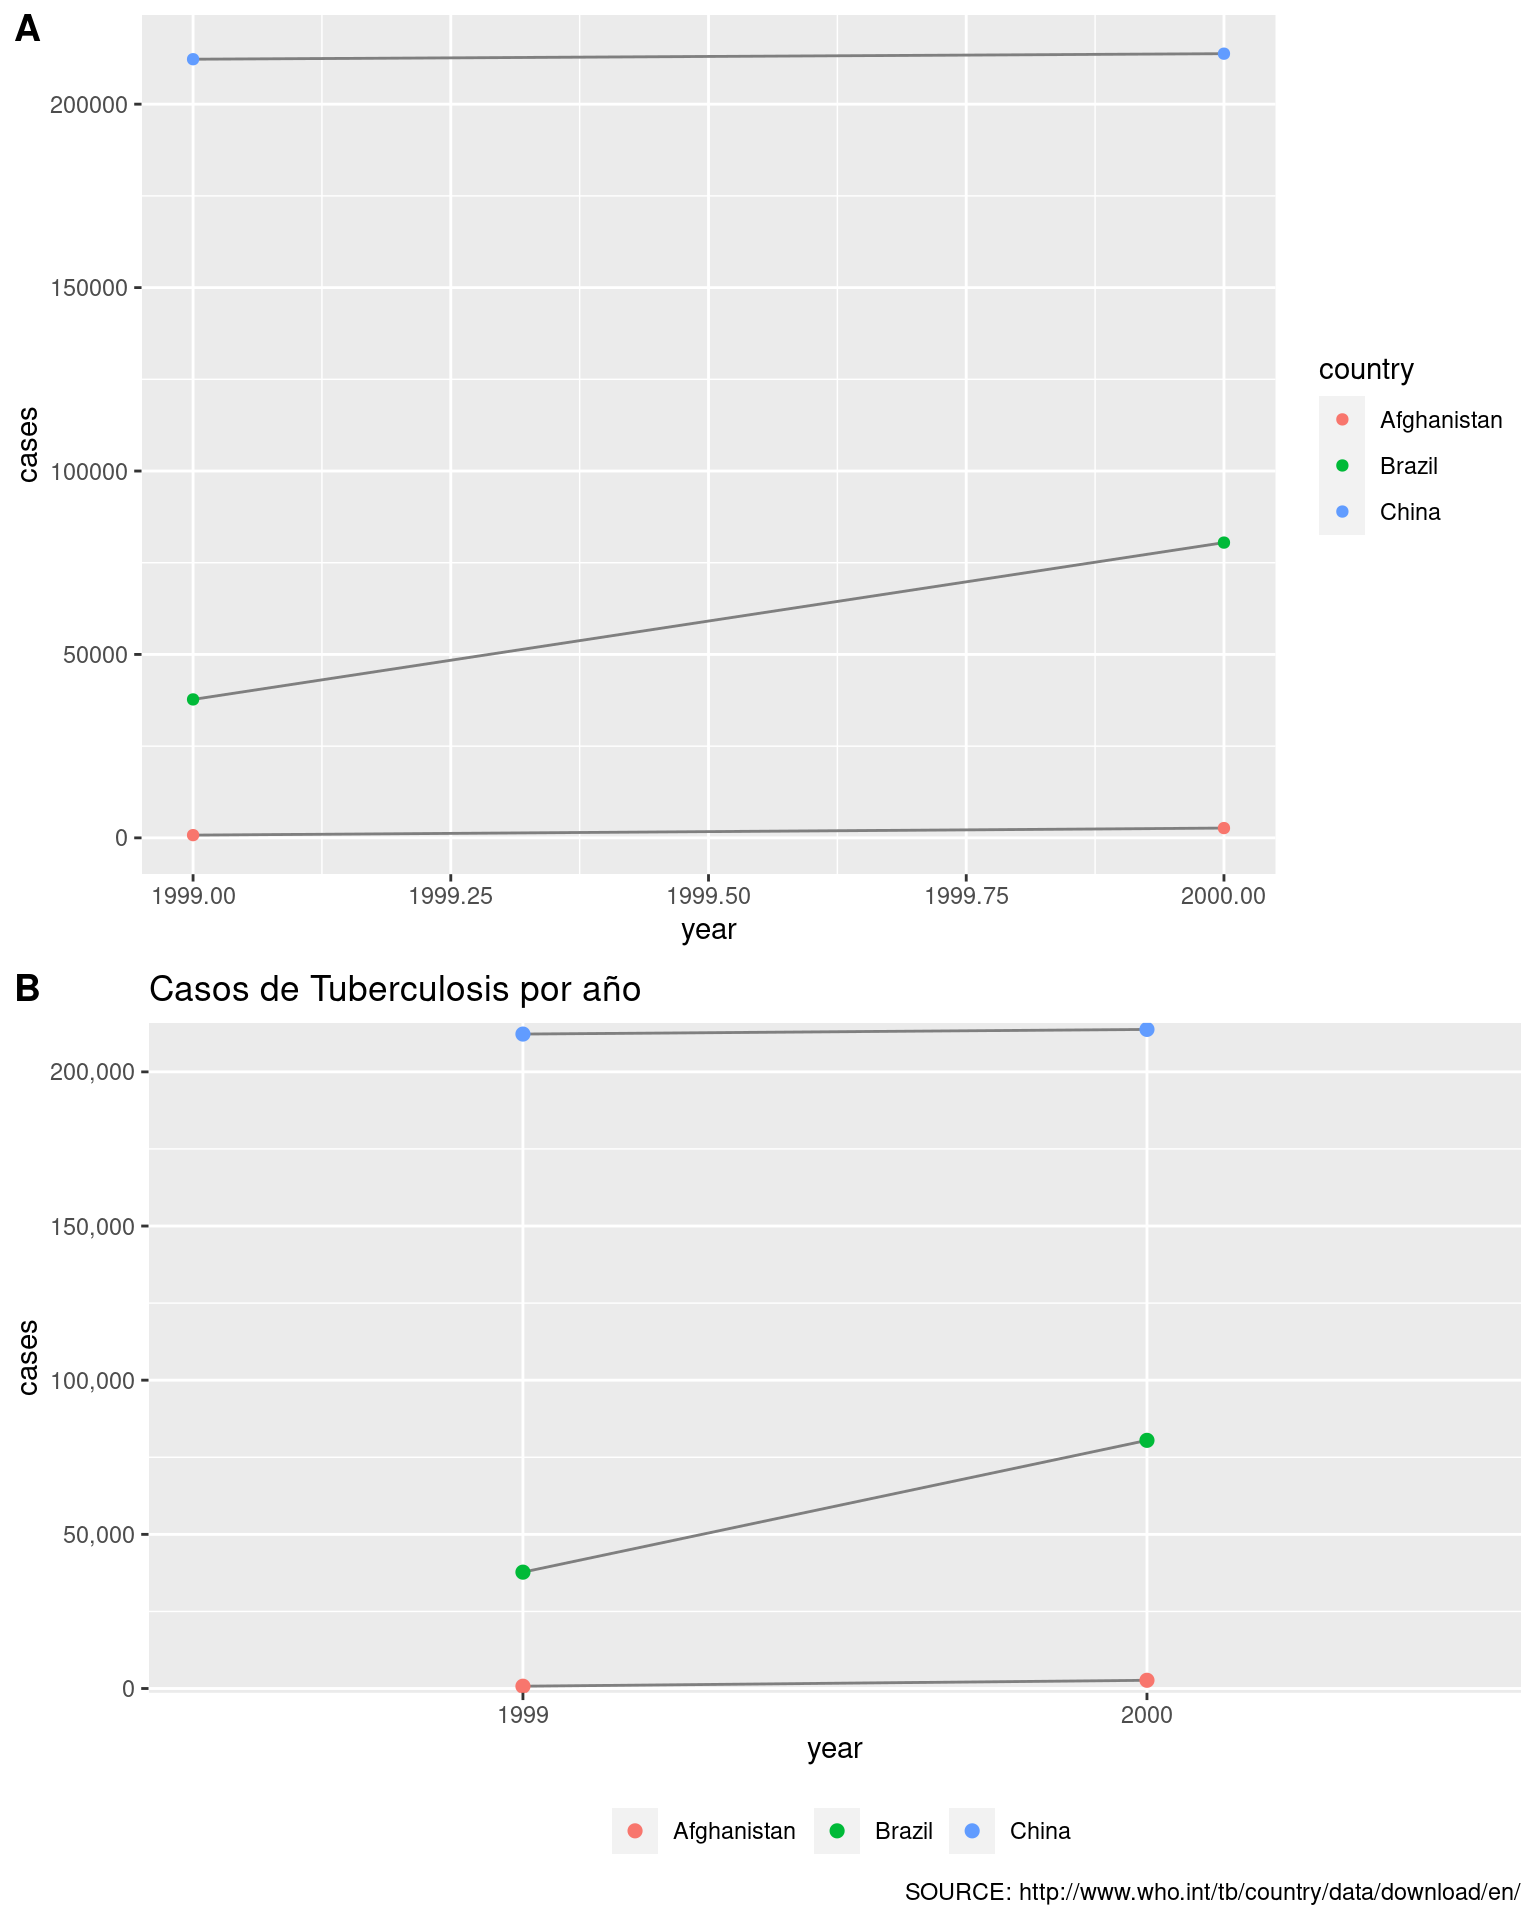 A
200000
150000
100000
50000
0
cases
1999.00 1999.25 1999.50 1999.75 2000.00
year
country
Afghanistan
Brazil
China
B
Casos de Tuberculosis por año
200,000
150,000
100,000
50,000
0
cases
1999 2000
year
Afghanistan Brazil China
SOURCE: http://www.who.int/tb/country/data/download/en/